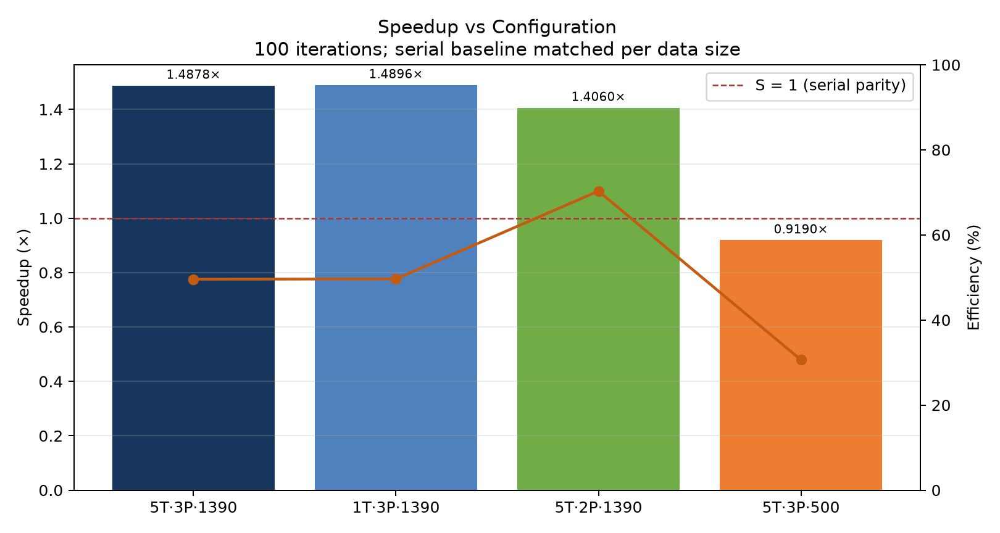 Speedup vs Configuration
100 iterations; serial baseline matched per data size
1.4878×
1.4896×
1.4060×
0.9190×
S = 1 (serial parity)
Speedup (×)
1.4
1.2
1.0
0.8
0.6
0.4
0.2
0.0
100
80
60
40
20
0
Efficiency (%)
5T·3P·1390
1T·3P·1390
5T·2P·1390
5T·3P·500